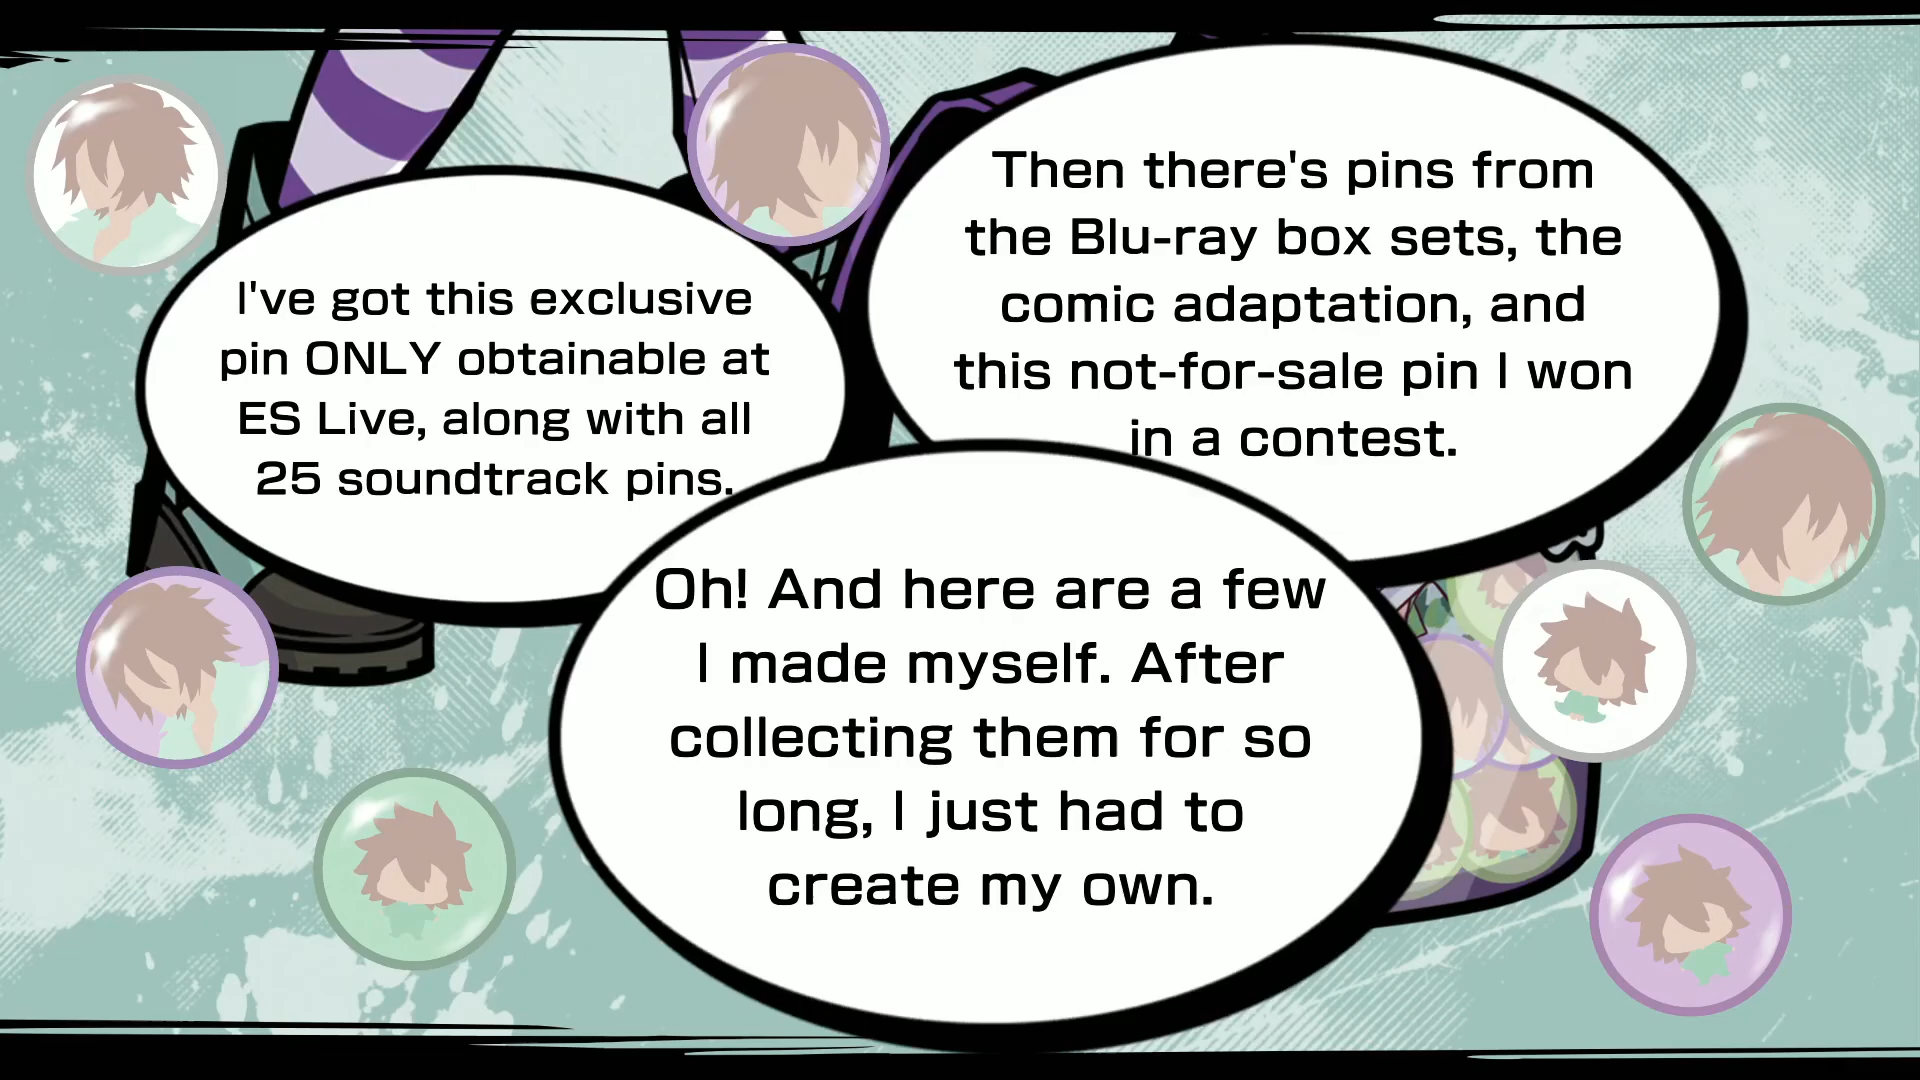 I've got this exclusive
pin ONLY obtainable at
ES Live, along with all
25 soundtrack pins.
Then there's pins from
the Blu-ray box sets, the
comic adaptation, and
this not-for-sale pin I won
in a contest.
Oh! And here are a few
I made myself. After
collecting them for so
long, I just had to
create my own.